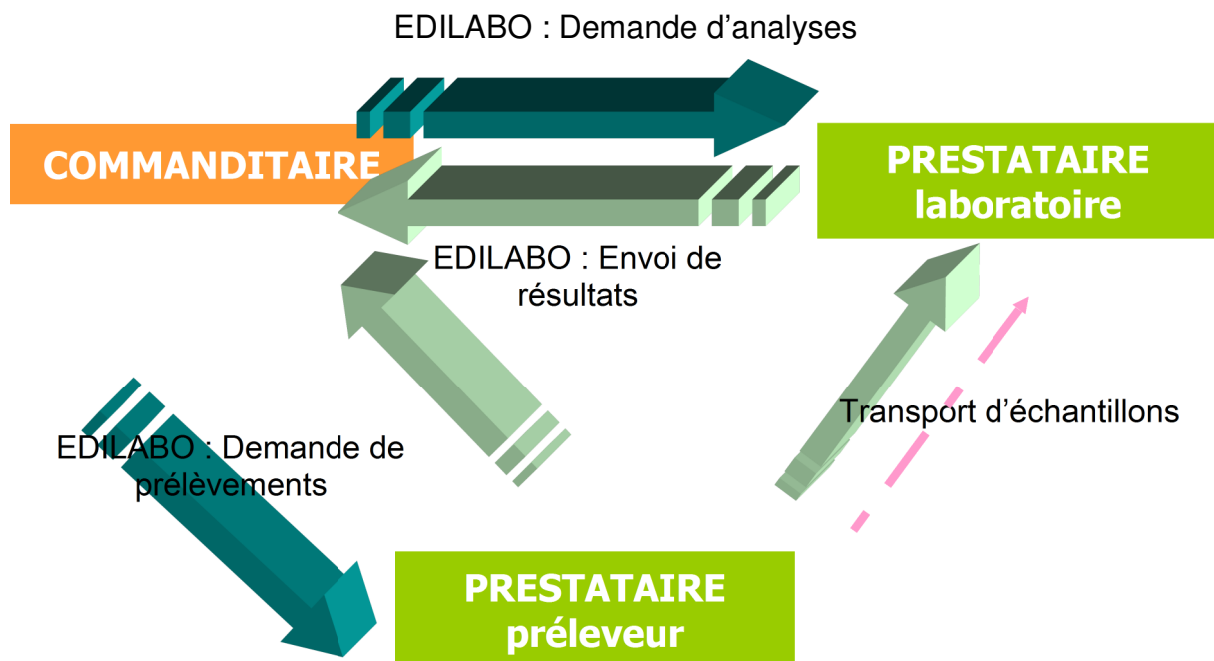 EDILABO : Demande d'analyses
COMMANDITAIRE
PRESTATAIRE
laboratoire
EDILABO : Envoi de
résultats
Transport d'échantillons
EDILABO : Demande de
prélèvements
PRESTATAIRE
préleveur